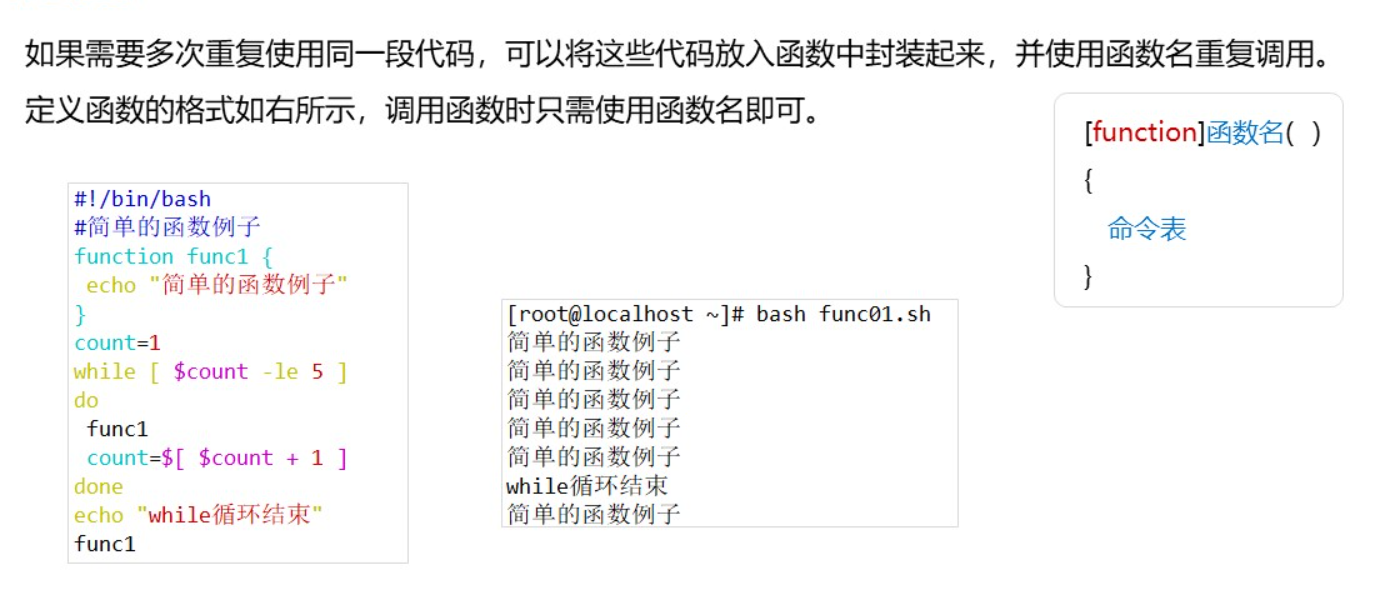 如果需要多次重复使用同一段代码，可以将这些代码放入函数中封装起来，并使用函数名重复调用。
定义函数的格式如右所示，调用函数时只需使用函数名即可。
[function]函数名( )
{
命令表
}
#!/bin/bash
#简单的函数例子
function func1 {
 echo "简单的函数例子"
}
count=1
while [ $count -le 5 ]
do
 func1
 count=$[ $count + 1 ]
done
echo "while循环结束"
func1
[root@localhost ~]# bash func01.sh
简单的函数例子
简单的函数例子
简单的函数例子
简单的函数例子
简单的函数例子
while循环结束
简单的函数例子